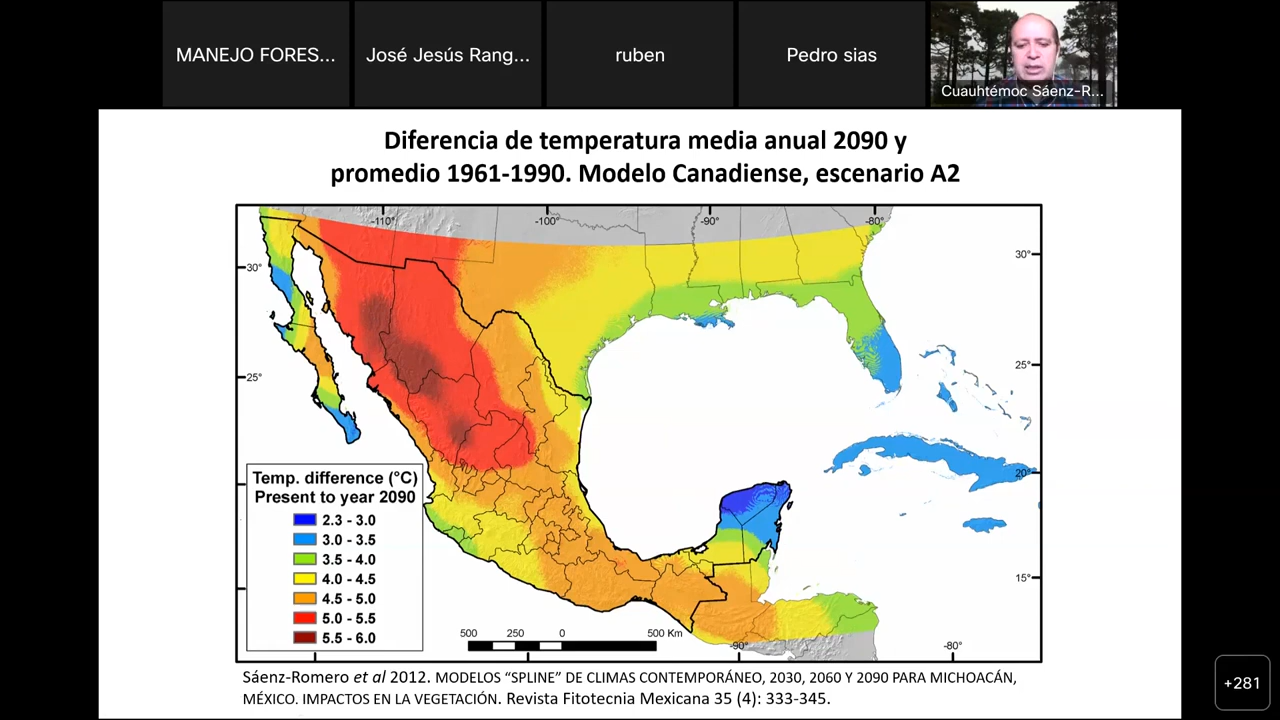 MANEJO FORES...
José Jesús Rang...
ruben
Pedro sias
Cuauhtémoc Sáenz-R...
Diferencia de temperatura media anual 2090 y
promedio 1961-1990. Modelo Canadiense, escenario A2
-110°
-100°
-90°
-80°
30°
30°
25°
25°
20°
15°
Temp. difference (°C)
Present to year 2090
2.3 - 3.0
3.0 - 3.5
3.5 - 4.0
4.0 - 4.5
4.5 - 5.0
5.0 - 5.5
5.5 - 6.0
500 250 0 500 Km
-90°
-80°
Sáenz-Romero et al 2012. MODELOS “SPLINE” DE CLIMAS CONTEMPORÁNEO, 2030, 2060 Y 2090 PARA MICHOACÁN,
MÉXICO. IMPACTOS EN LA VEGETACIÓN. Revista Fitotecnia Mexicana 35 (4): 333-345.
+281